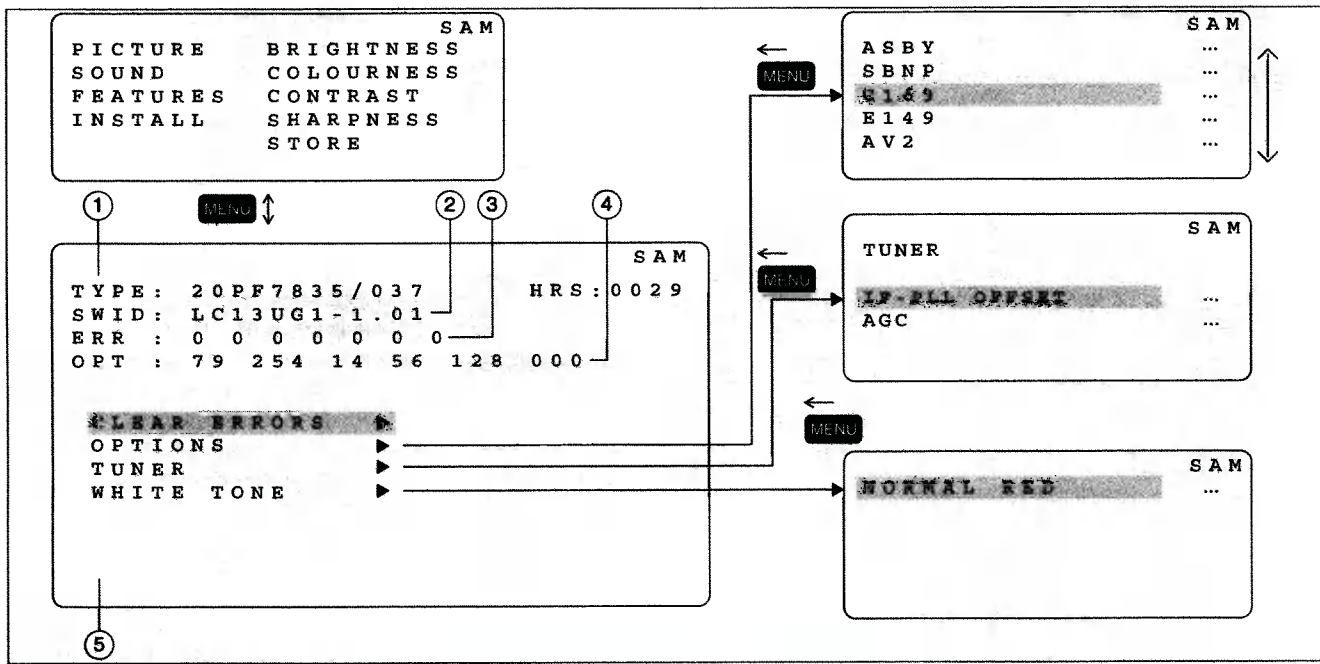 SAM
PICTURE BRIGHTNESS
SOUND COLOURNESS
FEATURES CONTRAST
INSTALL SHARPNESS
STORE
MENU
1
2
3
4
SAM
TYPE: 20PF7835/037 HRS:0029
SWID: LC13UG1-1.01
ERR : 0 0 0 0 0 0 0
OPT : 79 254 14 56 128 000
CLEAR ERRORS
OPTIONS
TUNER
WHITE TONE
5
MENU
SAM
ASBY ...
SBNP ...
...
E149 ...
AV2 ...
MENU
SAM
TUNER
IF-PLL OFFSET ...
AGC ...
MENU
SAM
NORMAL RED ...